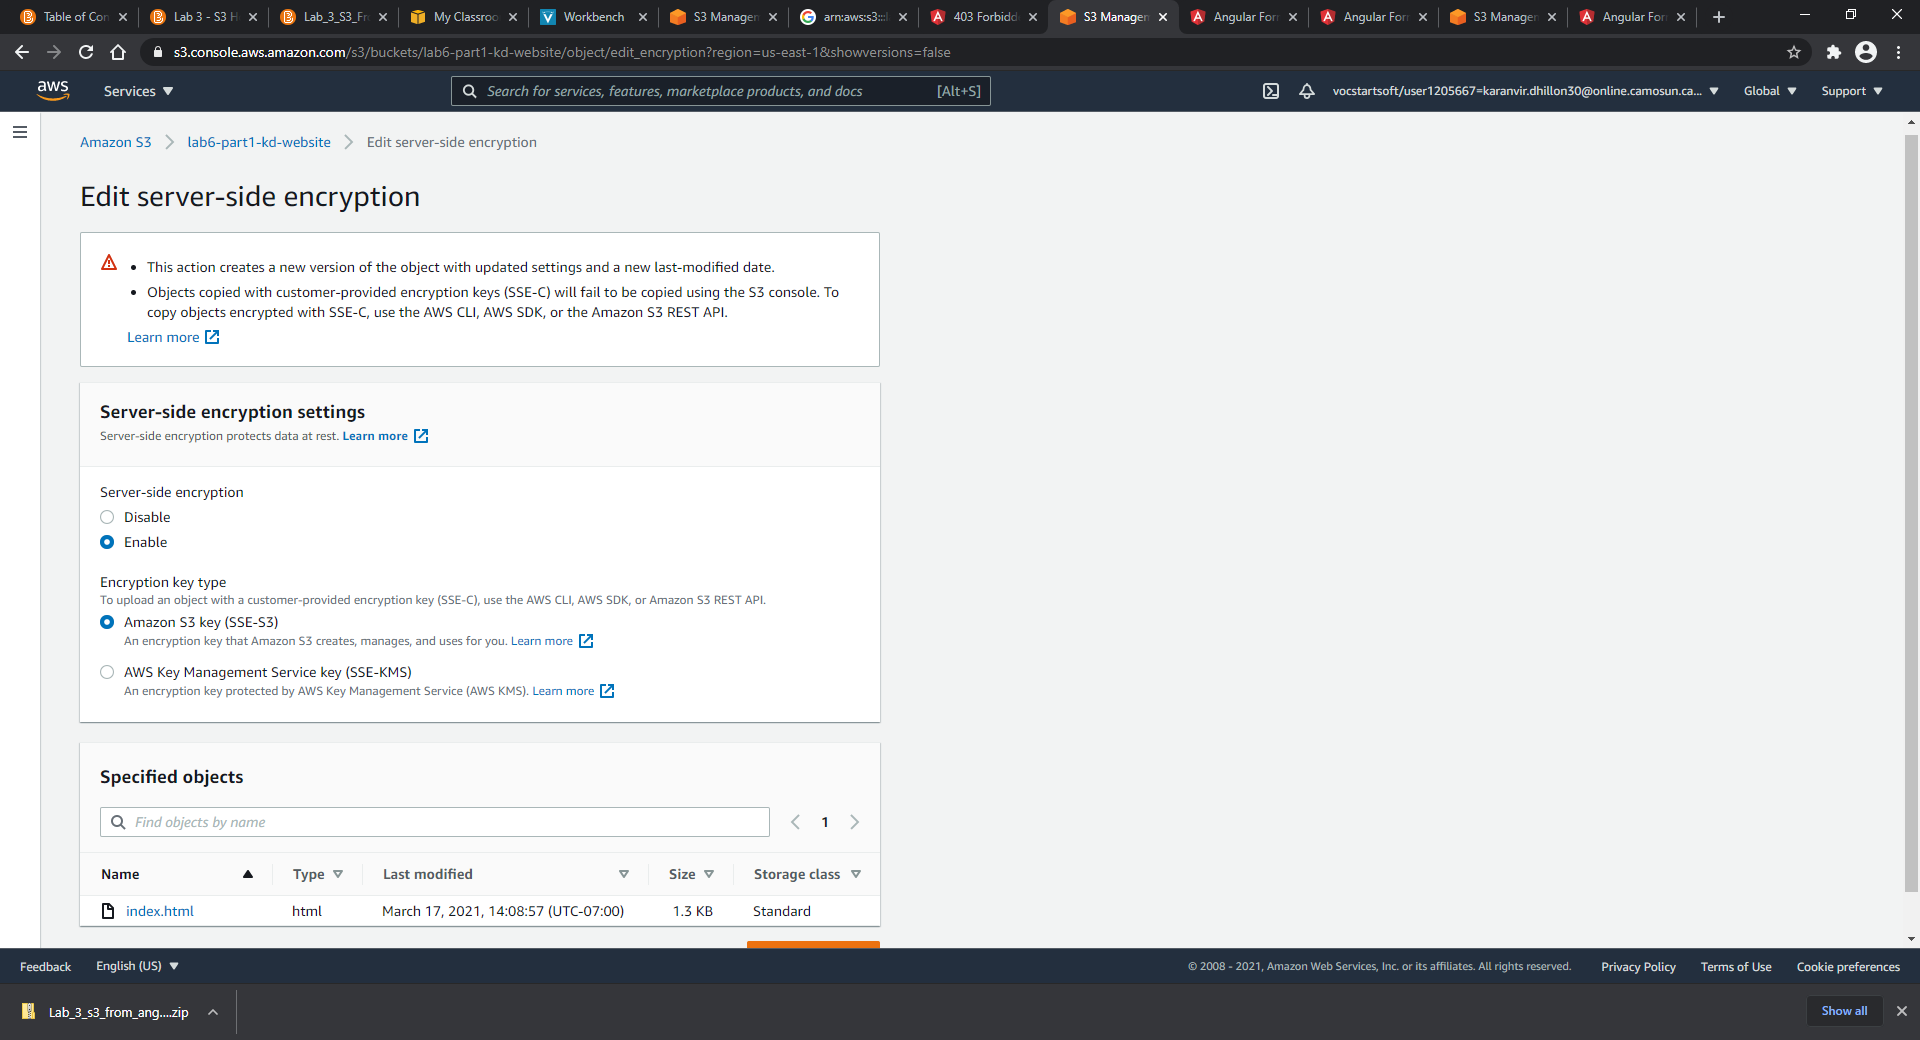 Table of Con
Lab 3 - S3 H
Lab_3_S3_Fr
My Classroo
Workbench
S3 Managem
arn:aws:s3:::l
403 Forbidd
S3 Managem
Angular For
Angular For
S3 Managem
Angular For
s3.console.aws.amazon.com/s3/buckets/lab6-part1-kd-website/object/edit_encryption?region=us-east-1&showversions=false
aws
Services
Search for services, features, marketplace products, and docs
[Alt+S]
vocstartsoft/user1205667=karanvir.dhillon30@online.camosun.ca...
Global
Support
Amazon S3
lab6-part1-kd-website
Edit server-side encryption
Edit server-side encryption
• This action creates a new version of the object with updated settings and a new last-modified date.
• Objects copied with customer-provided encryption keys (SSE-C) will fail to be copied using the S3 console. To
copy objects encrypted with SSE-C, use the AWS CLI, AWS SDK, or the Amazon S3 REST API.
Learn more
Server-side encryption settings
Server-side encryption protects data at rest. Learn more
Server-side encryption
Disable
Enable
Encryption key type
To upload an object with a customer-provided encryption key (SSE-C), use the AWS CLI, AWS SDK, or Amazon S3 REST API.
Amazon S3 key (SSE-S3)
An encryption key that Amazon S3 creates, manages, and uses for you. Learn more
AWS Key Management Service key (SSE-KMS)
An encryption key protected by AWS Key Management Service (AWS KMS). Learn more
Specified objects
Find objects by name
1
Name
Type
Last modified
Size
Storage class
index.html
html
March 17, 2021, 14:08:57 (UTC-07:00)
1.3 KB
Standard
Feedback
English (US)
© 2008 - 2021, Amazon Web Services, Inc. or its affiliates. All rights reserved.
Privacy Policy
Terms of Use
Cookie preferences
Lab_3_s3_from_ang....zip
Show all